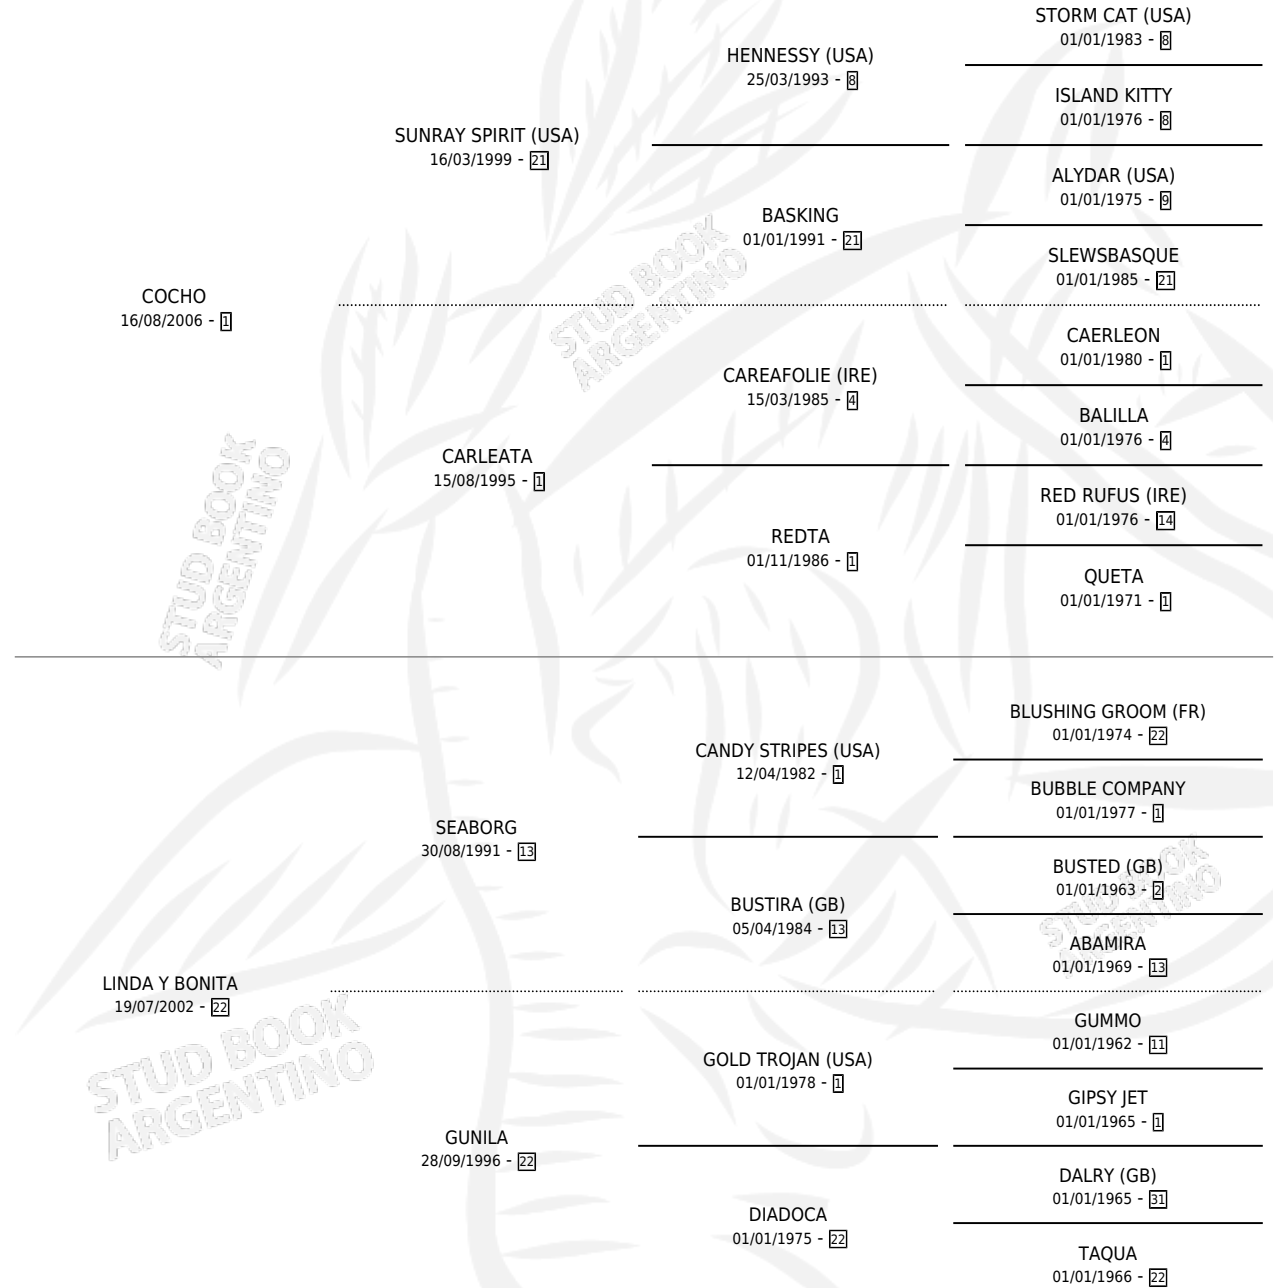 STORM CAT (USA)
01/01/1983 - 8
HENNESSY (USA)
25/03/1993 - 8
ISLAND KITTY
01/01/1976 - 8
SUNRAY SPIRIT (USA)
16/03/1999 - 21
ALYDAR (USA)
01/01/1975 - 9
BASKING
01/01/1991 - 21
SLEWSBASQUE
01/01/1985 - 21
COCHO
16/08/2006 - 1
CAERLEON
01/01/1980 - 1
CAREAFOLIE (IRE)
15/03/1985 - 4
BALILLA
01/01/1976 - 4
CARLEATA
15/08/1995 - 1
RED RUFUS (IRE)
01/01/1976 - 14
REDTA
01/11/1986 - 1
QUETA
01/01/1971 - 1
BLUSHING GROOM (FR)
01/01/1974 - 22
CANDY STRIPES (USA)
12/04/1982 - 1
BUBBLE COMPANY
01/01/1977 - 1
SEABORG
30/08/1991 - 13
BUSTED (GB)
01/01/1963 - 2
BUSTIRA (GB)
05/04/1984 - 13
ABAMIRA
01/01/1969 - 13
LINDA Y BONITA
19/07/2002 - 22
GUMMO
01/01/1962 - 11
GOLD TROJAN (USA)
01/01/1978 - 1
GIPSY JET
01/01/1965 - 1
GUNILA
28/09/1996 - 22
DALRY (GB)
01/01/1965 - 31
DIADOCA
01/01/1975 - 22
TAQUA
01/01/1966 - 22
STUD BOOK
ARGENTINO
STUD BOOK
ARGENTINO
STUD BOOK
ARGENTINO
STUD BOOK
ARGENTINO